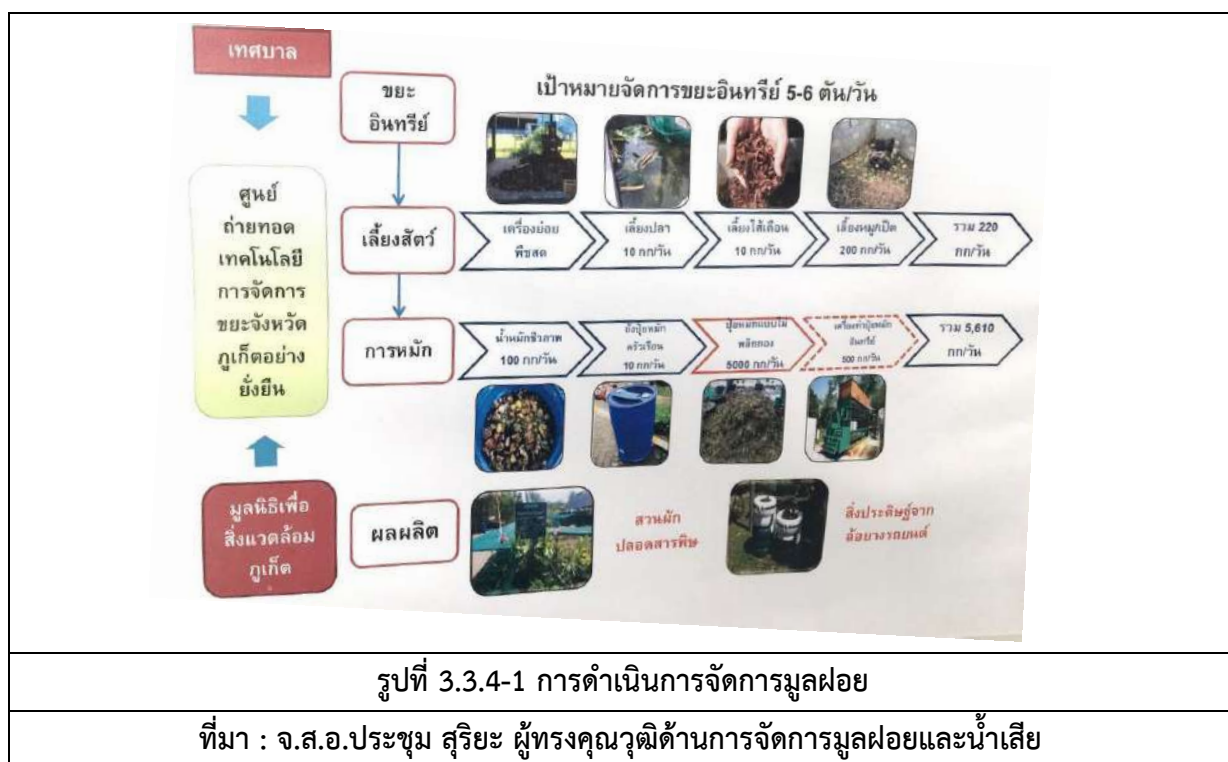 เทศบาล
ขยะ
อินทรีย์
เป้าหมายจัดการขยะอินทรีย์ 5-6 ตัน/วัน
ศูนย์
ถ่ายทอด
เทคโนโลยี
การจัดการ
ขยะจังหวัด
ภูเก็ตอย่าง
ยั่งยืน
เลี้ยงสัตว์
เครื่องย่อย
พืชสด
เลี้ยงปลา
10 กก/วัน
เลี้ยงไส้เดือน
10 กก/วัน
เลี้ยงหมู
200 กก/วัน
รวม 220
กก/วัน
การหมัก
น้ำหมักชีวภาพ
100 กก/วัน
ถังปุ๋ยหมัก
ครัวเรือน
10 กก/วัน
ปุ๋ยหมักแบบไม่
พลิกกอง
5000 กก/วัน
เครื่องทำปุ๋ยหมัก
อินทรีย์
500 กก/วัน
รวม 5,610
กก/วัน
มูลนิธิเพื่อ
สิ่งแวดล้อม
ภูเก็ต
ผลผลิต
สวนผัก
ปลอดสารพิษ
สิ่งประดิษฐ์จาก
ล้อยางรถยนต์
รูปที่ 3.3.4-1 การดำเนินการจัดการมูลฝอย
ที่มา : จ.ส.อ.ประชุม สุริยะ ผู้ทรงคุณวุฒิด้านการจัดการมูลฝอยและน้ำเสีย